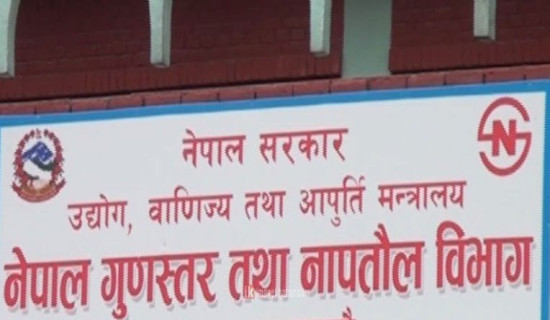 नेपाल सरकार
उद्योग, वाणिज्य तथा आपुर्ति मन्त्रालय
नेपाल गुणस्तर तथा नापतौल विभाग